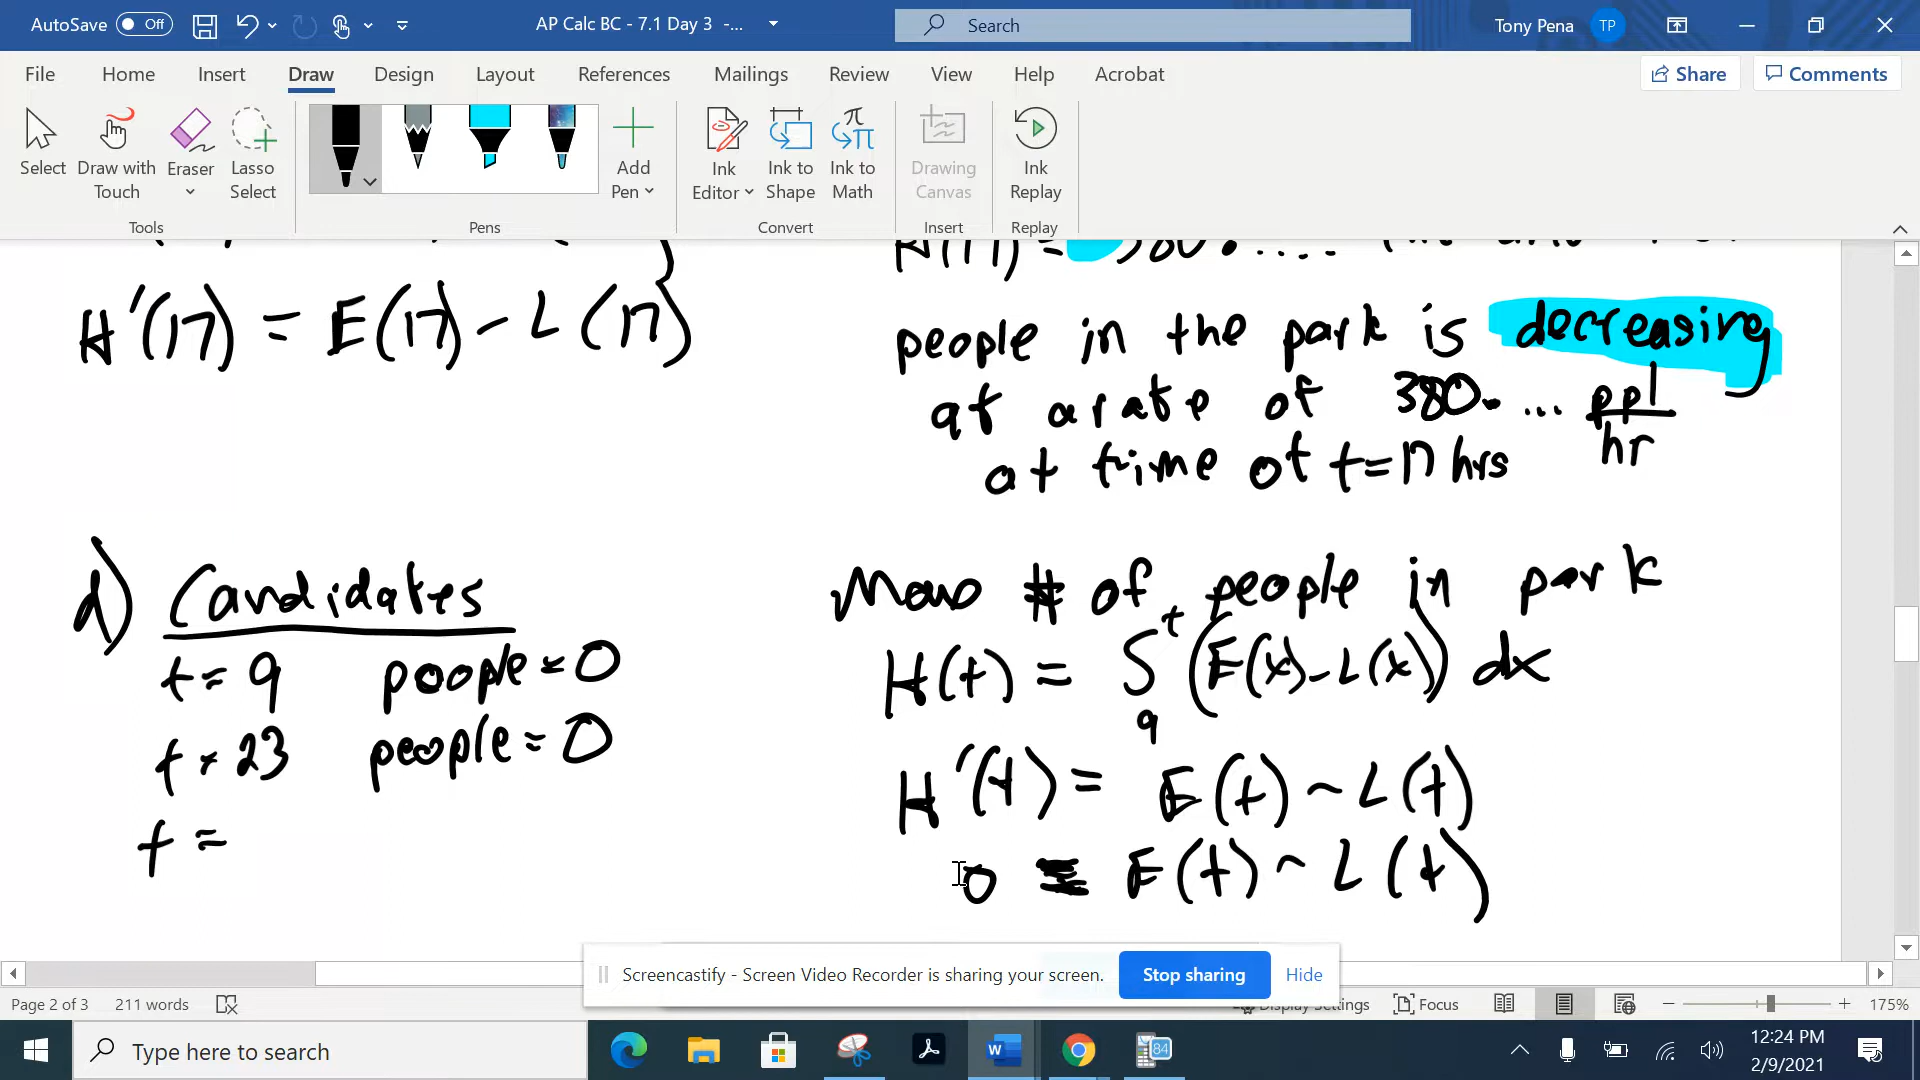 AutoSave Off
AP Calc BC - 7.1 Day 3 -...
Search
Tony Pena TP
File Home Insert Draw Design Layout References Mailings Review View Help Acrobat
Share Comments
Select
Draw with Touch
Eraser
Lasso Select
Add Pen
Ink Editor
Ink to Shape
Ink to Math
Drawing Canvas
Ink Replay
Tools Pens Convert Insert Replay
H'(17) = E(17) - L(17)
people in the park is decreasing
at a rate of 380. ... ppl/hr
at time of t=17 hrs
d) Candidates
t = 9 people = 0
t = 23 people = 0
t =
# of people in park
H(t) = ∫₉ᵗ (E(x) - L(x)) dx
H'(t) = E(t) - L(t)
0 = E(t) - L(t)
Screencastify - Screen Video Recorder is sharing your screen. Stop sharing Hide
Page 2 of 3 211 words
Display Settings Focus 175%
Type here to search
84
12:24 PM
2/9/2021